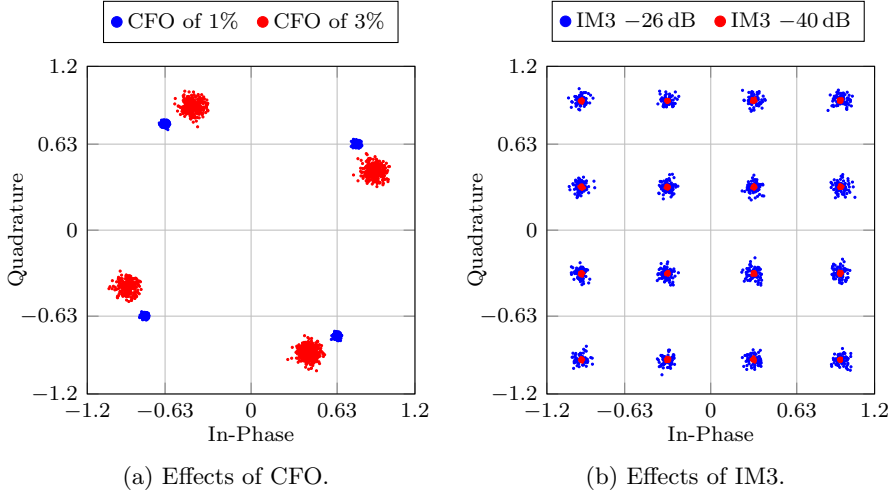 CFO of 1% CFO of 3%
1.2
0.63
0
−0.63
−1.2
Quadrature
−1.2 −0.63 0 0.63 1.2
In-Phase
(a) Effects of CFO.
IM3 −26 dB IM3 −40 dB
1.2
0.63
0
−0.63
−1.2
Quadrature
−1.2 −0.63 0 0.63 1.2
In-Phase
(b) Effects of IM3.